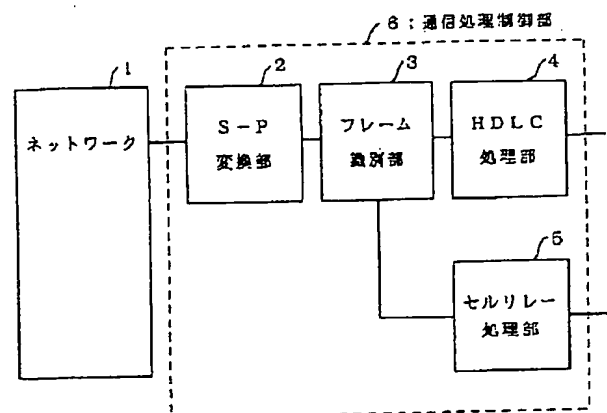 6：通信処理制御部
1
2
3
4
ネットワーク
S－P
変換部
フレーム
識別部
HDLC
処理部
5
セルリレー
処理部